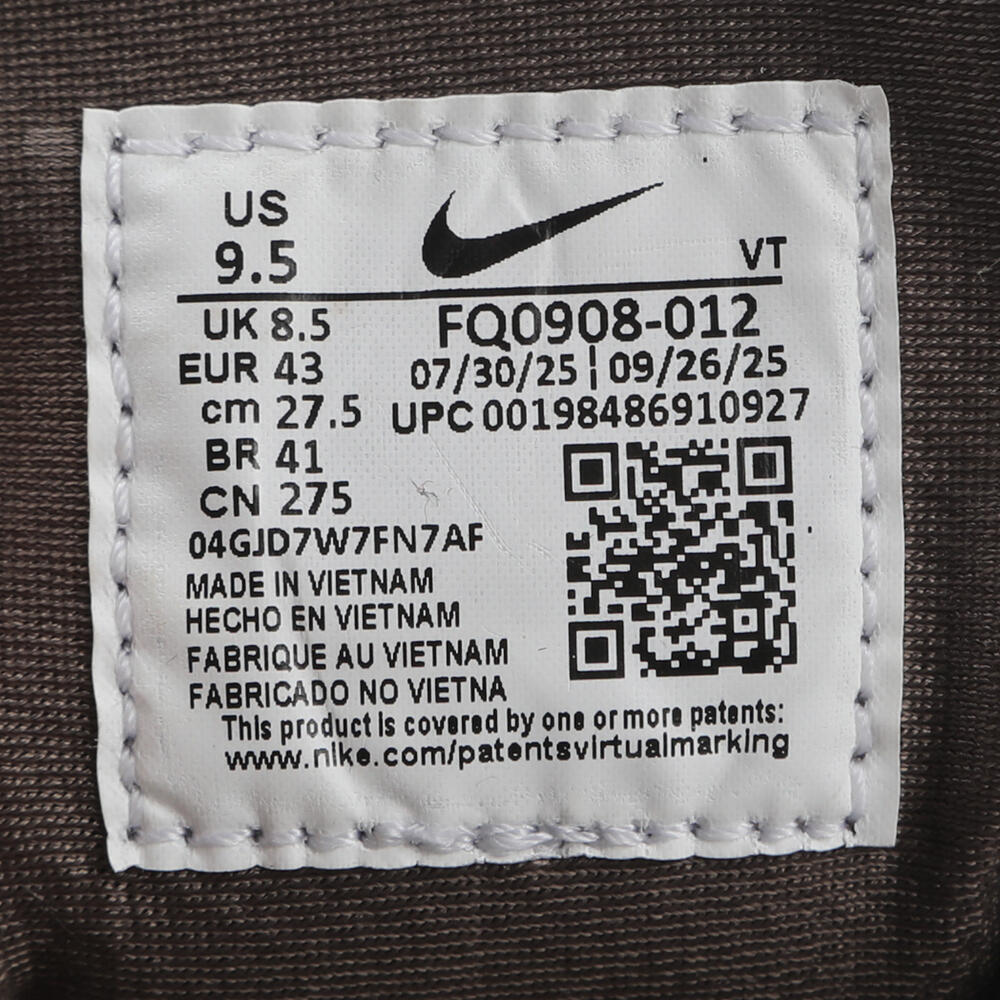 US
9.5
VT
UK 8.5
FQ0908-012
EUR 43
07/30/25 | 09/26/25
cm 27.5
UPC 00198486910927
BR 41
CN 275
04GJD7W7FN7AF
MADE IN VIETNAM
HECHO EN VIETNAM
FABRIQUE AU VIETNAM
FABRICADO NO VIETNA
This product is covered by one or more patents:
www.nike.com/patentsvirtualmarking